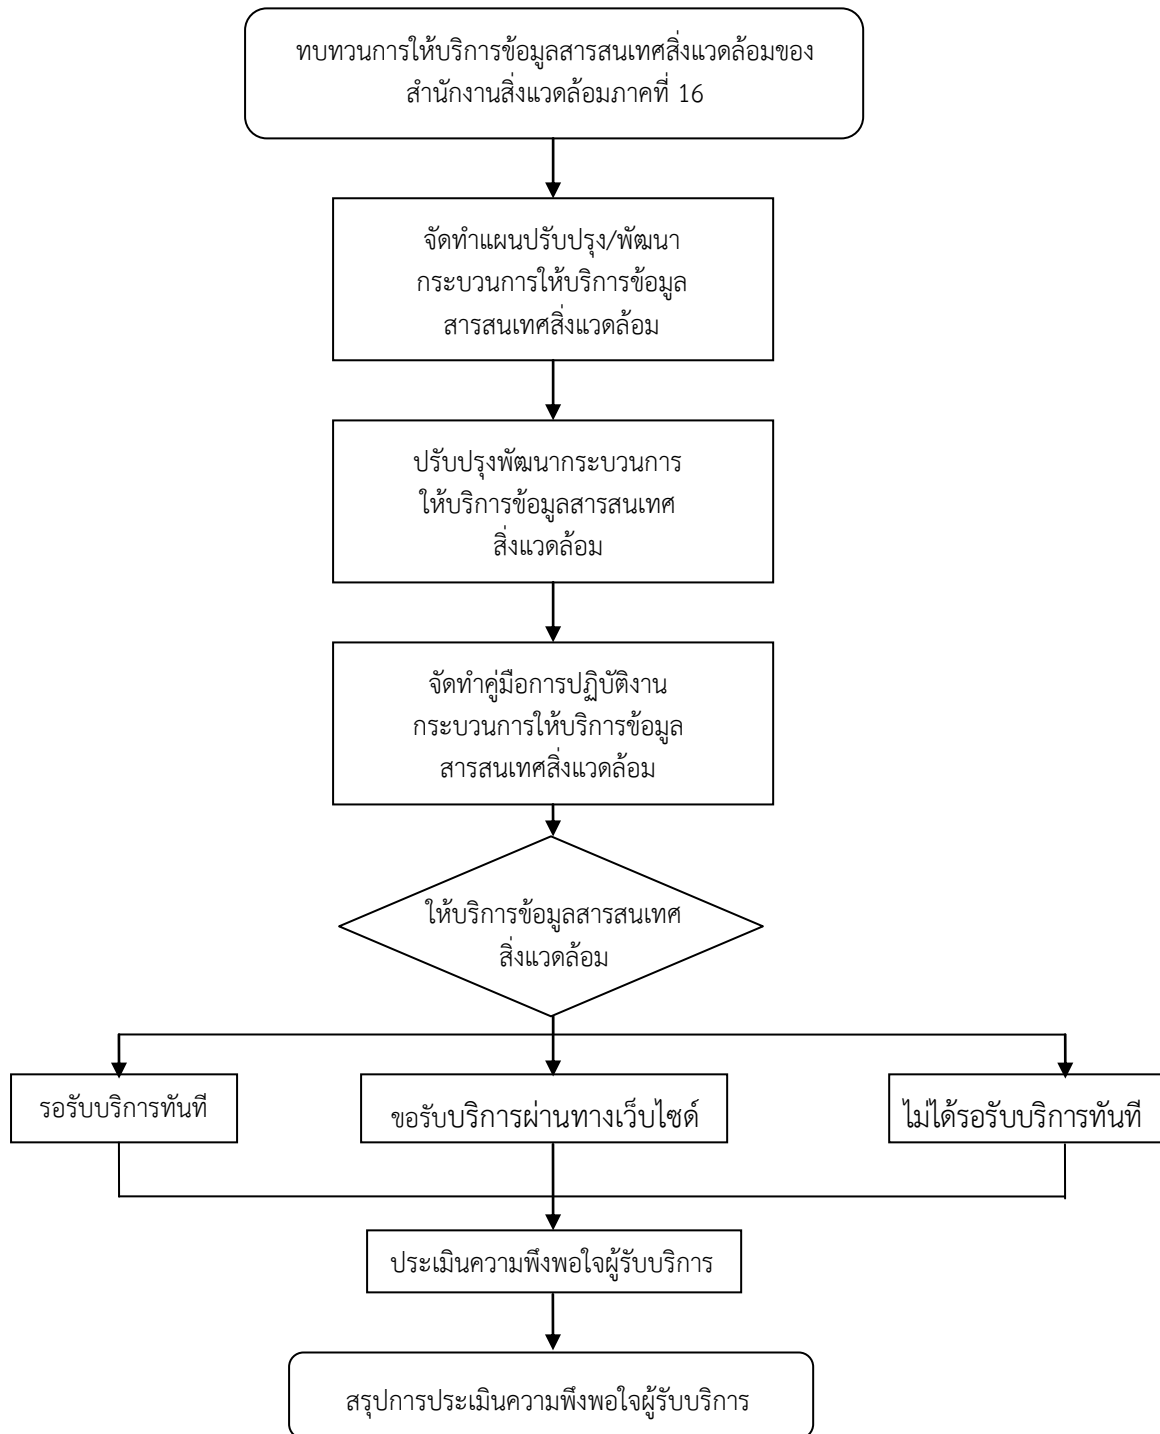 ทบทวนการให้บริการข้อมูลสารสนเทศสิ่งแวดล้อมของ
สำนักงานสิ่งแวดล้อมภาคที่ 16
จัดทำแผนปรับปรุง/พัฒนา
กระบวนการให้บริการข้อมูล
สารสนเทศสิ่งแวดล้อม
ปรับปรุงพัฒนากระบวนการ
ให้บริการข้อมูลสารสนเทศ
สิ่งแวดล้อม
จัดทำคู่มือการปฏิบัติงาน
กระบวนการให้บริการข้อมูล
สารสนเทศสิ่งแวดล้อม
ให้บริการข้อมูลสารสนเทศ
สิ่งแวดล้อม
รอรับบริการทันที
ขอรับบริการผ่านทางเว็บไซด์
ไม่ได้รอรับบริการทันที
ประเมินความพึงพอใจผู้รับบริการ
สรุปการประเมินความพึงพอใจผู้รับบริการ